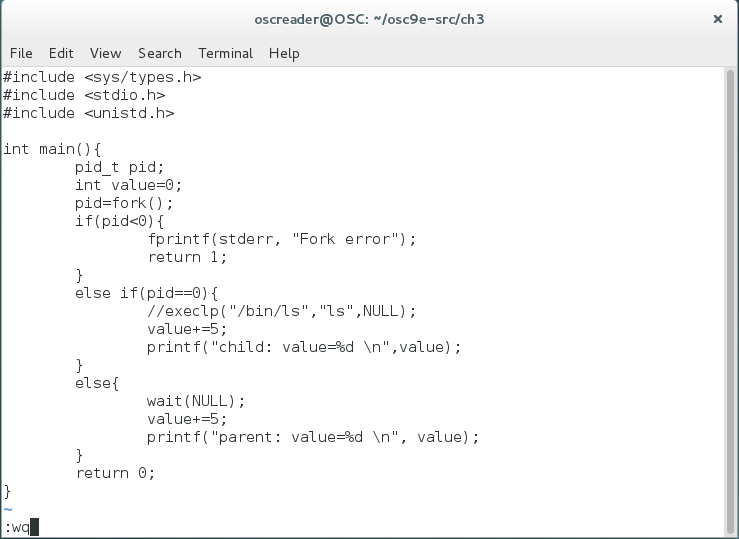 oscreader@OSC: ~/osc9e-src/ch3
×
File Edit View Search Terminal Help
#include <sys/types.h>
#include <stdio.h>
#include <unistd.h>

int main(){
        pid_t pid;
        int value=0;
        pid=fork();
        if(pid<0){
                fprintf(stderr, "Fork error");
                return 1;
        }
        else if(pid==0){
                //execlp("/bin/ls","ls",NULL);
                value+=5;
                printf("child: value=%d \n",value);
        }
        else{
                wait(NULL);
                value+=5;
                printf("parent: value=%d \n", value);
        }
        return 0;
}
~
:wq